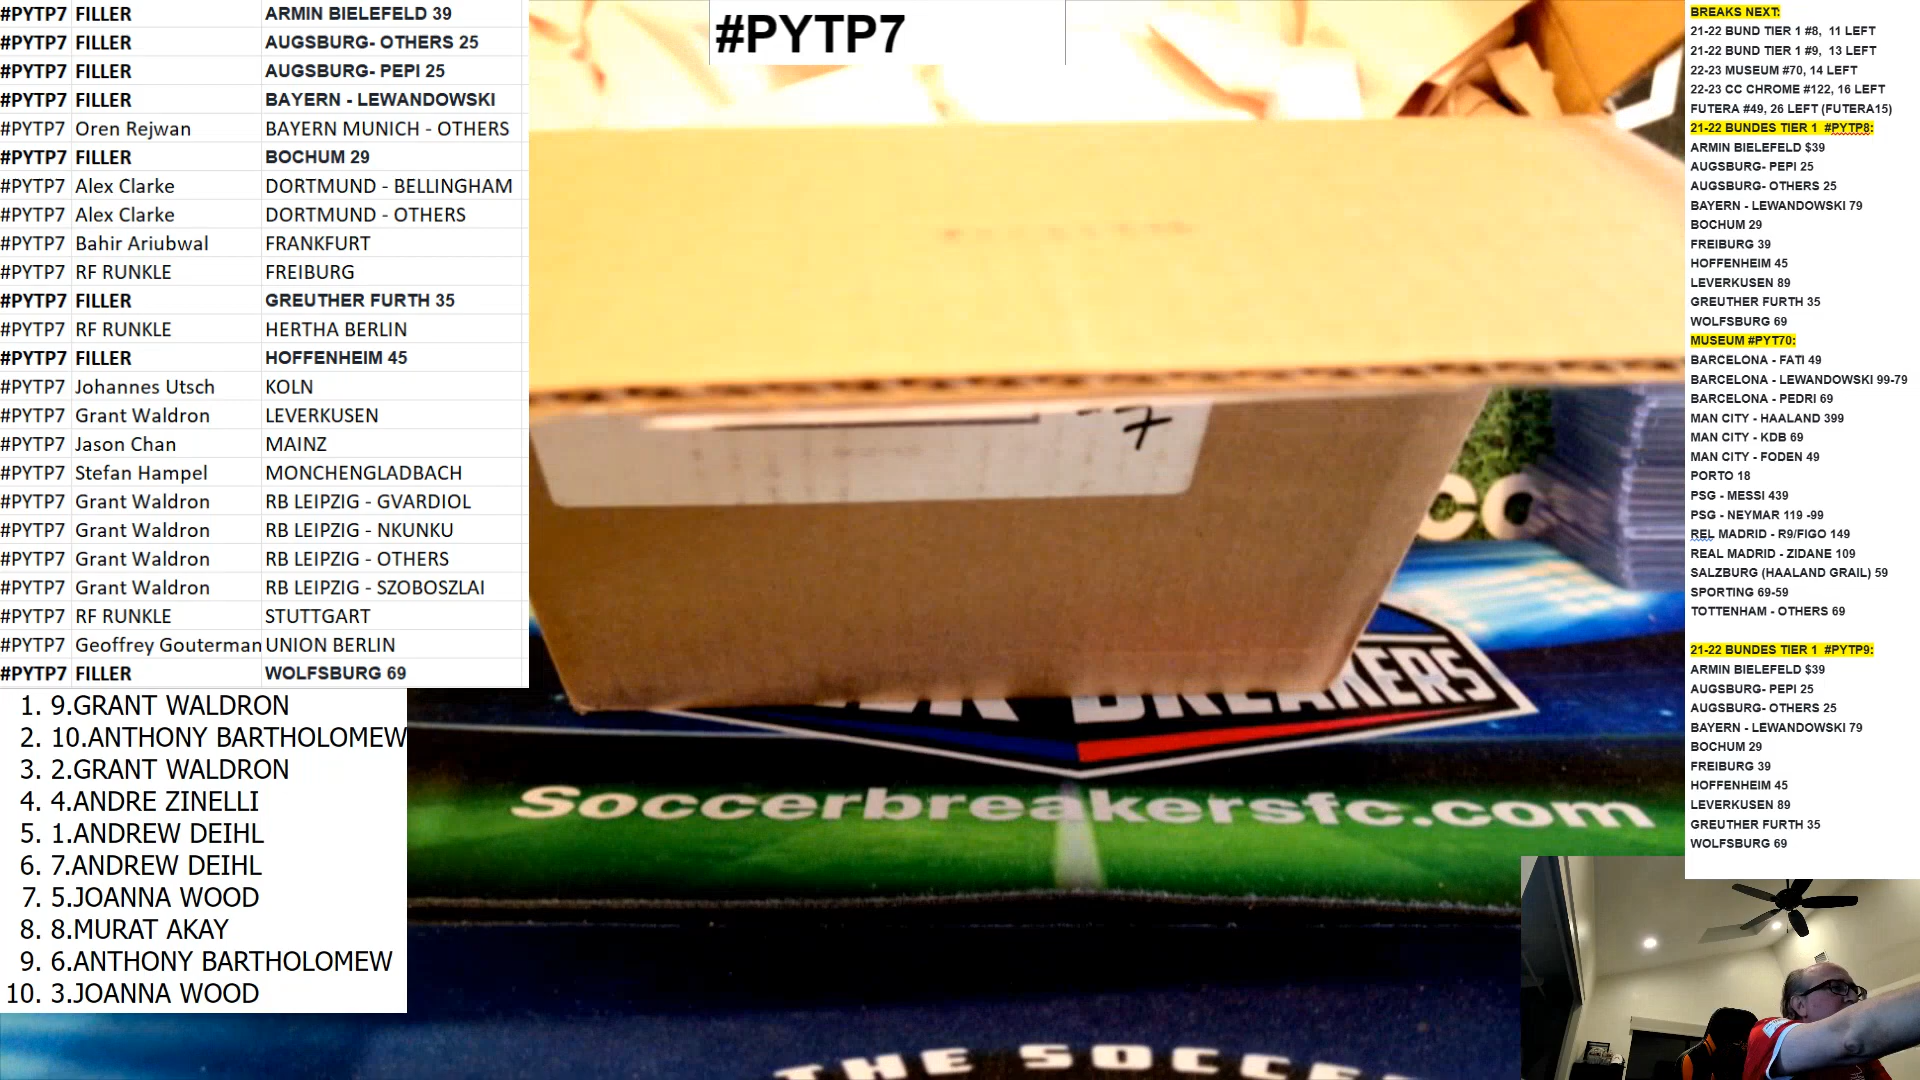 #PYTP7 FILLER ARMIN BIELEFELD 39
#PYTP7 FILLER AUGSBURG- OTHERS 25
#PYTP7 FILLER AUGSBURG- PEPI 25
#PYTP7 FILLER BAYERN - LEWANDOWSKI
#PYTP7 Oren Rejwan BAYERN MUNICH - OTHERS
#PYTP7 FILLER BOCHUM 29
#PYTP7 Alex Clarke DORTMUND - BELLINGHAM
#PYTP7 Alex Clarke DORTMUND - OTHERS
#PYTP7 Bahir Ariubwal FRANKFURT
#PYTP7 RF RUNKLE FREIBURG
#PYTP7 FILLER GREUTHER FURTH 35
#PYTP7 RF RUNKLE HERTHA BERLIN
#PYTP7 FILLER HOFFENHEIM 45
#PYTP7 Johannes Utsch KOLN
#PYTP7 Grant Waldron LEVERKUSEN
#PYTP7 Jason Chan MAINZ
#PYTP7 Stefan Hampel MONCHENGLADBACH
#PYTP7 Grant Waldron RB LEIPZIG - GVARDIOL
#PYTP7 Grant Waldron RB LEIPZIG - NKUNKU
#PYTP7 Grant Waldron RB LEIPZIG - OTHERS
#PYTP7 Grant Waldron RB LEIPZIG - SZOBOSZLAI
#PYTP7 RF RUNKLE STUTTGART
#PYTP7 Geoffrey Gouterman UNION BERLIN
#PYTP7 FILLER WOLFSBURG 69
1. 9.GRANT WALDRON
2. 10.ANTHONY BARTHOLOMEW
3. 2.GRANT WALDRON
4. 4.ANDRE ZINELLI
5. 1.ANDREW DEIHL
6. 7.ANDREW DEIHL
7. 5.JOANNA WOOD
8. 8.MURAT AKAY
9. 6.ANTHONY BARTHOLOMEW
10. 3.JOANNA WOOD
#PYTP7
-7
BREAKERS
Soccerbreakersfc.com
THE SOCCE
BREAKS NEXT:
21-22 BUND TIER 1 #8, 11 LEFT
21-22 BUND TIER 1 #9, 13 LEFT
22-23 MUSEUM #70, 14 LEFT
22-23 CC CHROME #122, 16 LEFT
FUTERA #49, 26 LEFT (FUTERA15)
21-22 BUNDES TIER 1 #PYTP8:
ARMIN BIELEFELD $39
AUGSBURG- PEPI 25
AUGSBURG- OTHERS 25
BAYERN - LEWANDOWSKI 79
BOCHUM 29
FREIBURG 39
HOFFENHEIM 45
LEVERKUSEN 89
GREUTHER FURTH 35
WOLFSBURG 69
MUSEUM #PYT70:
BARCELONA - FATI 49
BARCELONA - LEWANDOWSKI 99-79
BARCELONA - PEDRI 69
MAN CITY - HAALAND 399
MAN CITY - KDB 69
MAN CITY - FODEN 49
PORTO 18
PSG - MESSI 439
PSG - NEYMAR 119 -99
REL MADRID - R9/FIGO 149
REAL MADRID - ZIDANE 109
SALZBURG (HAALAND GRAIL) 59
SPORTING 69-59
TOTTENHAM - OTHERS 69
21-22 BUNDES TIER 1 #PYTP9:
ARMIN BIELEFELD $39
AUGSBURG- PEPI 25
AUGSBURG- OTHERS 25
BAYERN - LEWANDOWSKI 79
BOCHUM 29
FREIBURG 39
HOFFENHEIM 45
LEVERKUSEN 89
GREUTHER FURTH 35
WOLFSBURG 69